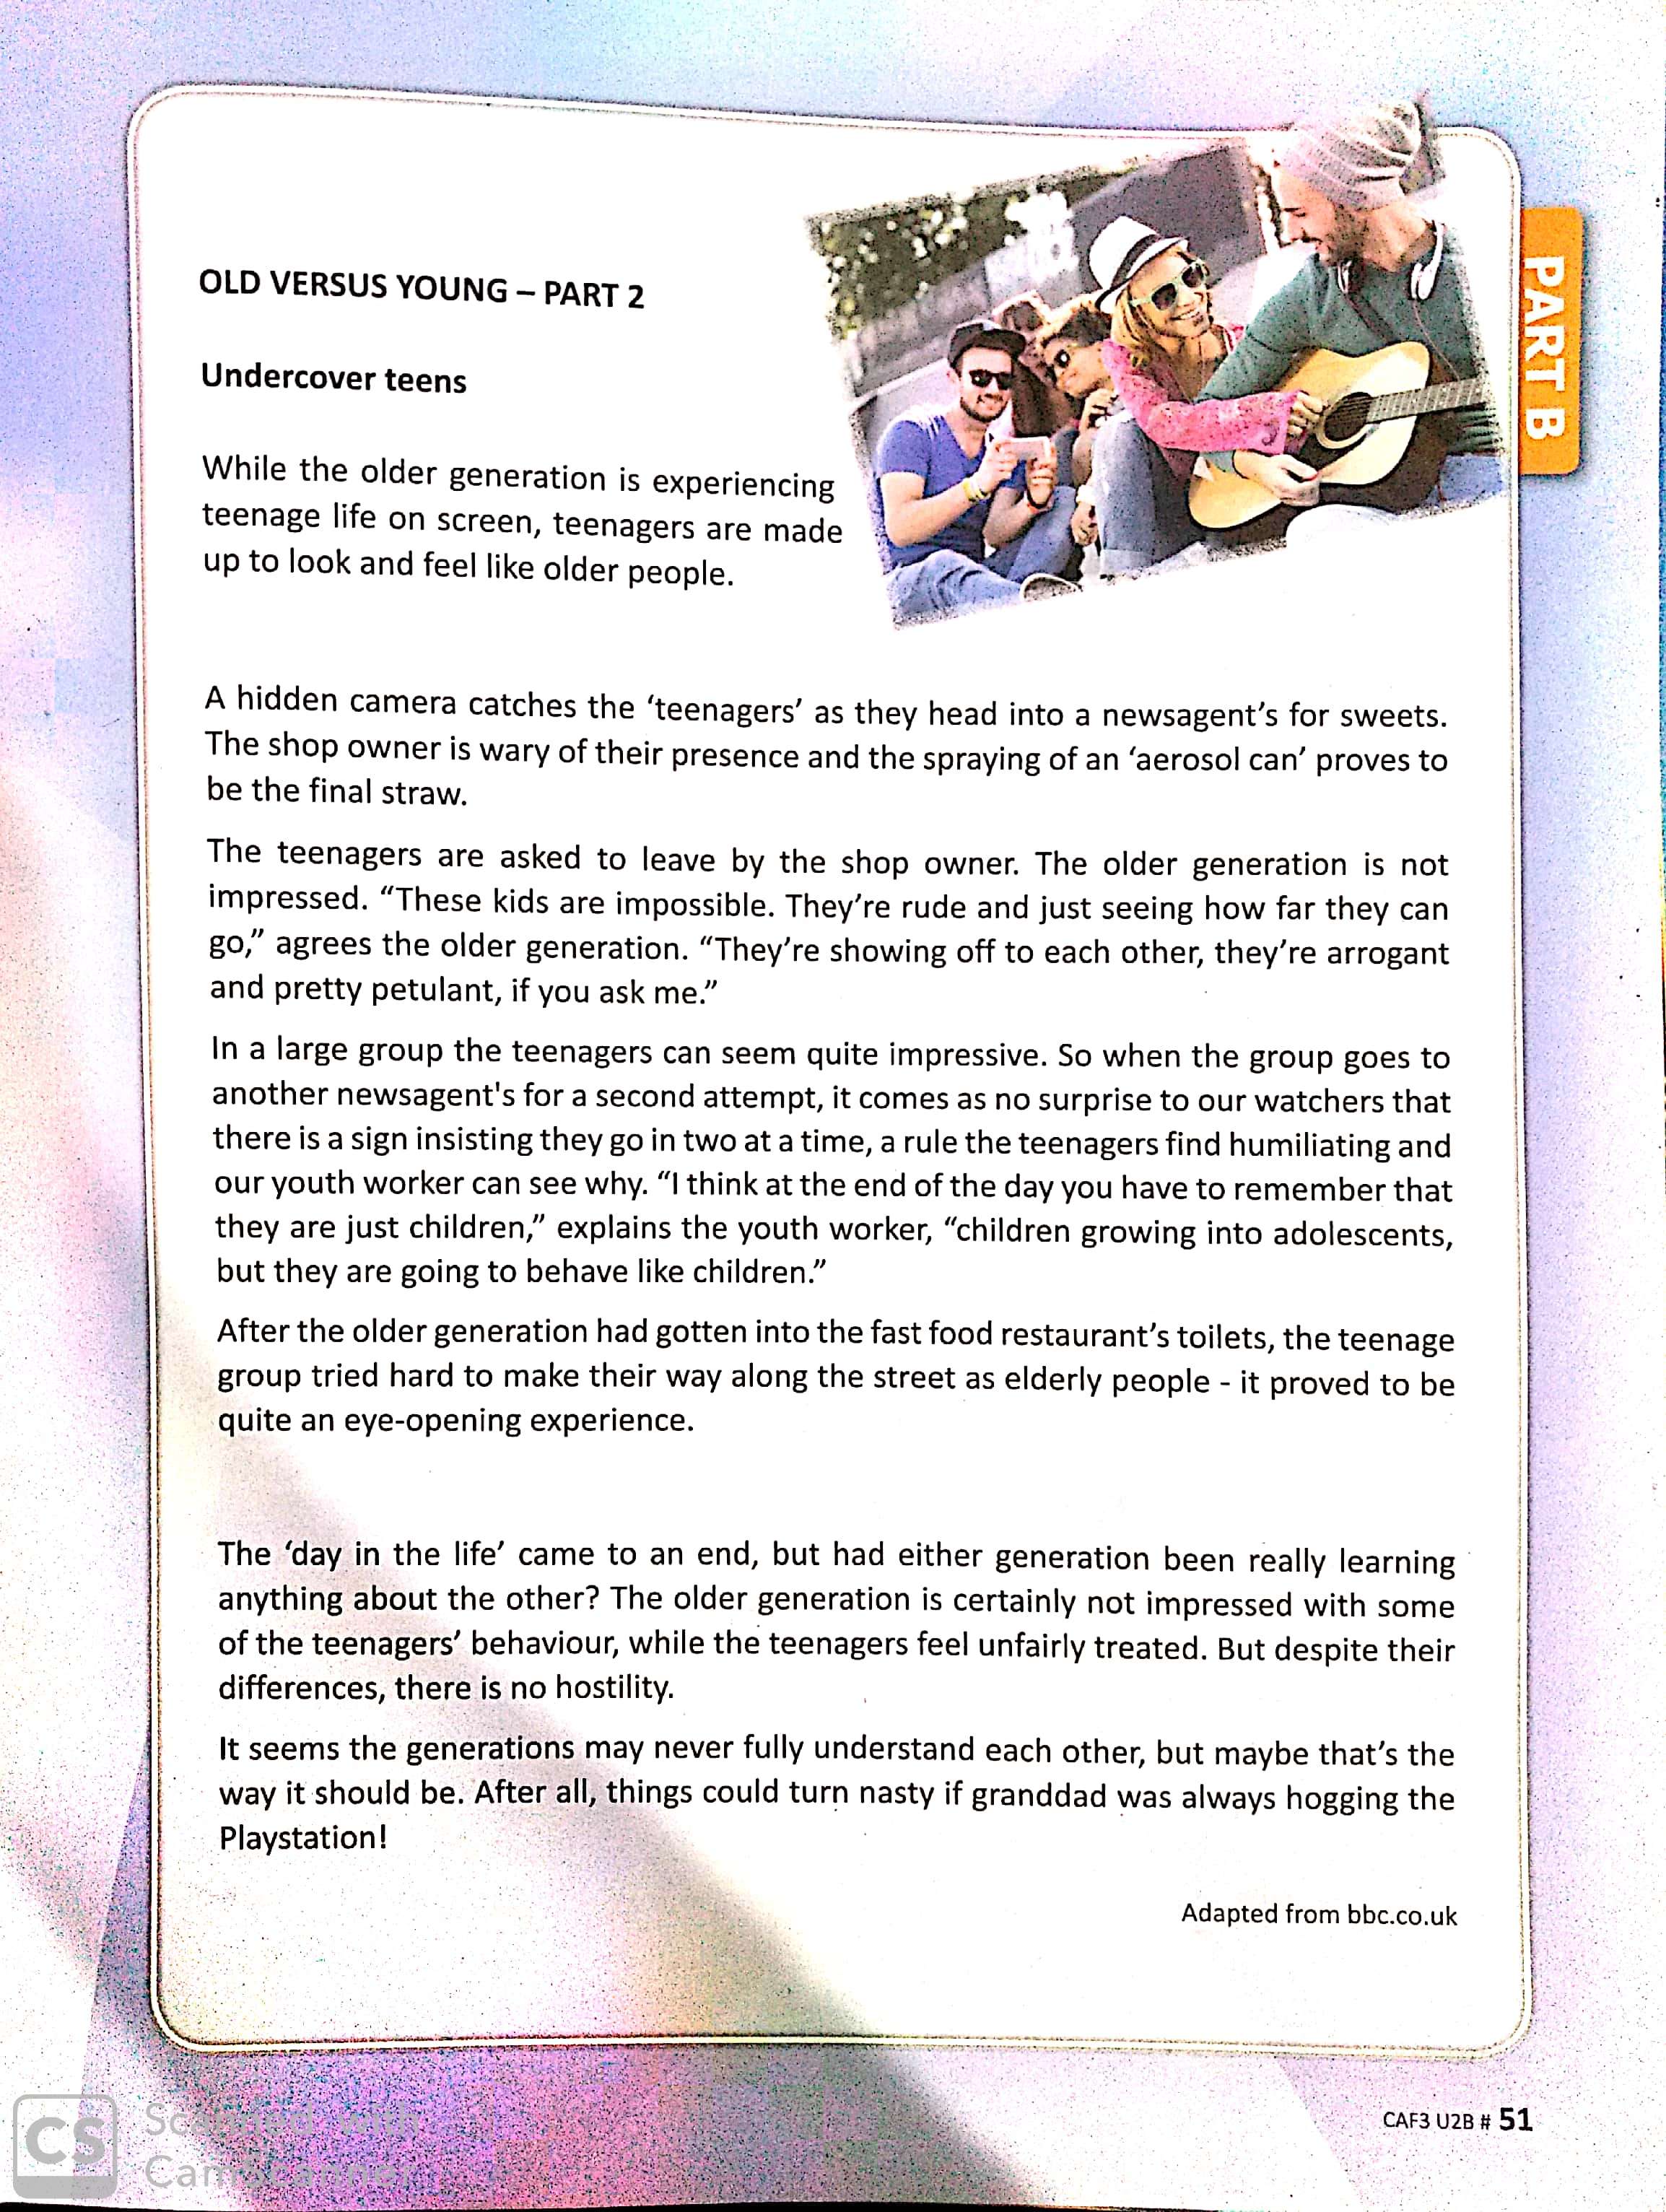 OLD VERSUS YOUNG – PART 2
Undercover teens
While the older generation is experiencing
teenage life on screen, teenagers are made
up to look and feel like older people.
PART B
A hidden camera catches the ‘teenagers’ as they head into a newsagent’s for sweets.
The shop owner is wary of their presence and the spraying of an ‘aerosol can’ proves to
be the final straw.
The teenagers are asked to leave by the shop owner. The older generation is not
impressed. “These kids are impossible. They’re rude and just seeing how far they can
go,” agrees the older generation. “They’re showing off to each other, they’re arrogant
and pretty petulant, if you ask me.”
In a large group the teenagers can seem quite impressive. So when the group goes to
another newsagent's for a second attempt, it comes as no surprise to our watchers that
there is a sign insisting they go in two at a time, a rule the teenagers find humiliating and
our youth worker can see why. “I think at the end of the day you have to remember that
they are just children,” explains the youth worker, “children growing into adolescents,
but they are going to behave like children.”
After the older generation had gotten into the fast food restaurant’s toilets, the teenage
group tried hard to make their way along the street as elderly people - it proved to be
quite an eye-opening experience.
The ‘day in the life’ came to an end, but had either generation been really learning
anything about the other? The older generation is certainly not impressed with some
of the teenagers’ behaviour, while the teenagers feel unfairly treated. But despite their
differences, there is no hostility.
It seems the generations may never fully understand each other, but maybe that’s the
way it should be. After all, things could turn nasty if granddad was always hogging the
Playstation!
Adapted from bbc.co.uk
CAF3 U2B # 51
CS Scanned with
CamScanner